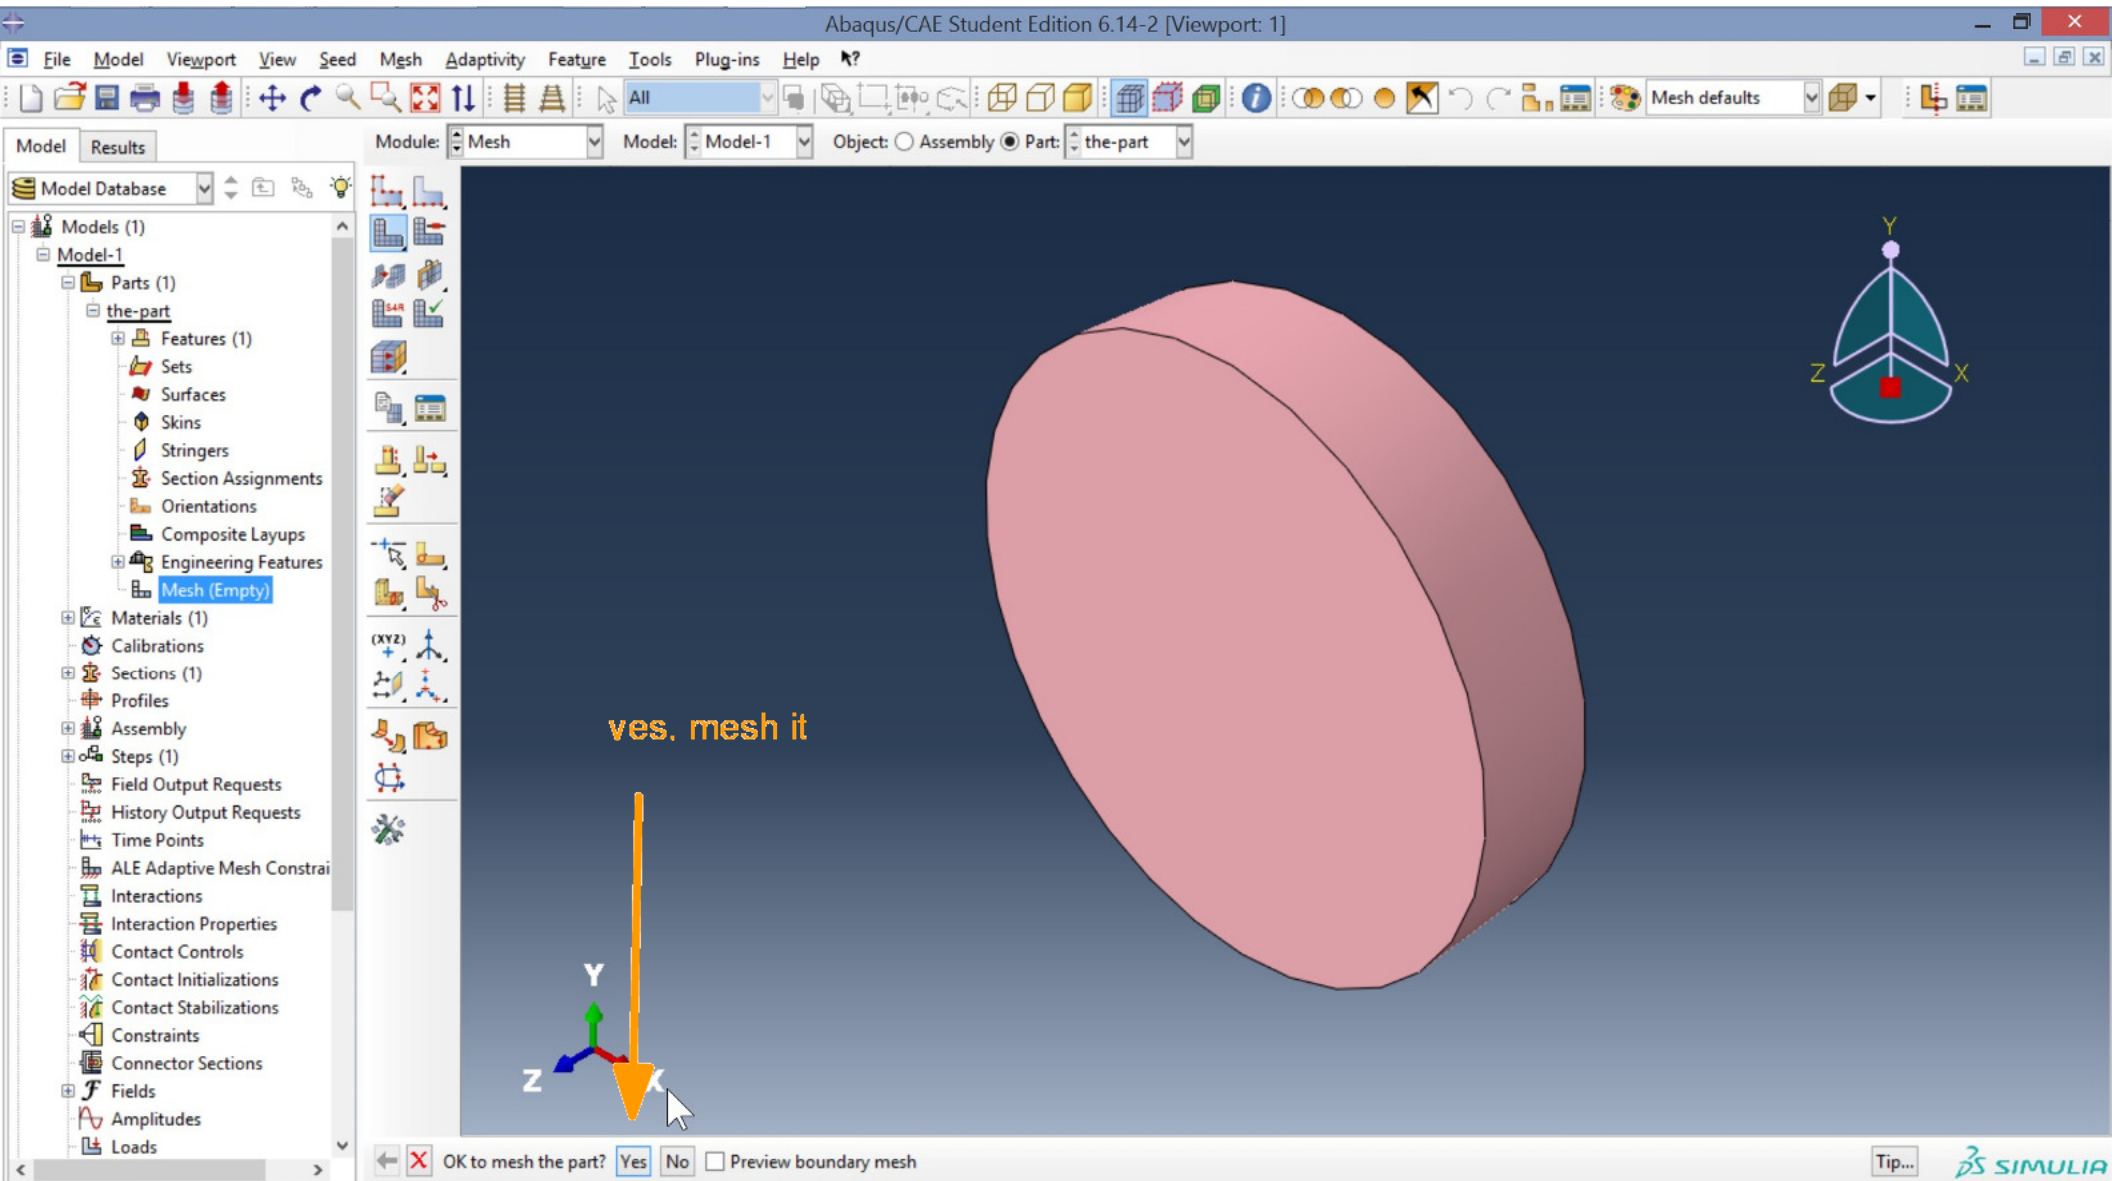 Abaqus/CAE Student Edition 6.14-2 [Viewport: 1]
File Model Viewport View Seed Mesh Adaptivity Feature Tools Plug-ins Help ?
All
Mesh defaults
Model Results
Module: Mesh Model: Model-1 Object: Assembly Part: the-part
Model Database
Models (1)
Model-1
Parts (1)
the-part
Features (1)
Sets
Surfaces
Skins
Stringers
Section Assignments
Orientations
Composite Layups
Engineering Features
Mesh (Empty)
Materials (1)
Calibrations
Sections (1)
Profiles
Assembly
Steps (1)
Field Output Requests
History Output Requests
Time Points
ALE Adaptive Mesh Constrai
Interactions
Interaction Properties
Contact Controls
Contact Initializations
Contact Stabilizations
Constraints
Connector Sections
Fields
Amplitudes
Loads
S4R
(XYZ)
Y
Z X
ves. mesh it
Y
Z X
OK to mesh the part? Yes No Preview boundary mesh
Tip...
SIMULIA